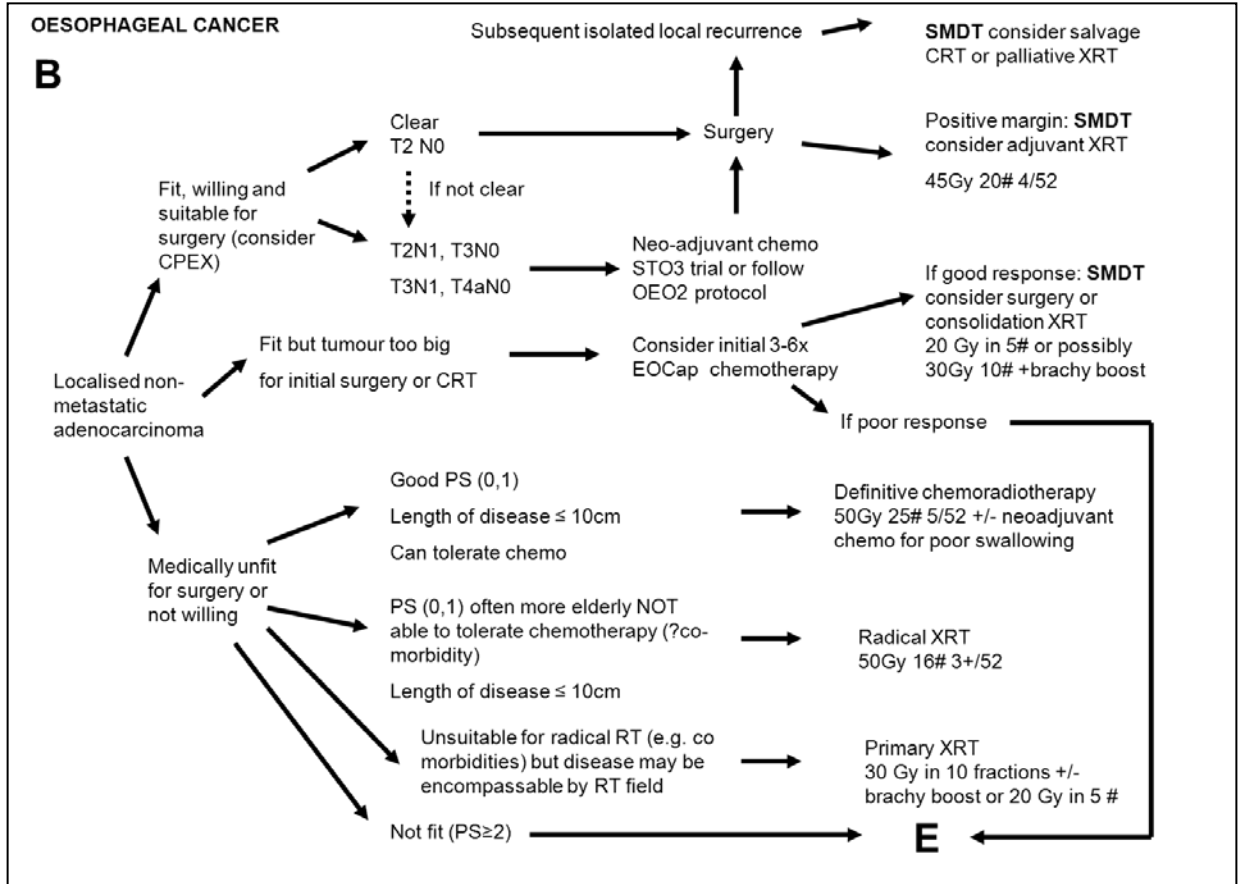 OESOPHAGEAL CANCER
B
Subsequent isolated local recurrence
SMDT consider salvage
CRT or palliative XRT
Clear
T2 N0
Surgery
Positive margin: SMDT
consider adjuvant XRT
45Gy 20# 4/52
If not clear
Fit, willing and
suitable for
surgery (consider
CPEX)
T2N1, T3N0
T3N1, T4aN0
Neo-adjuvant chemo
STO3 trial or follow
OEO2 protocol
If good response: SMDT
consider surgery or
consolidation XRT
20 Gy in 5# or possibly
30Gy 10# +brachy boost
Fit but tumour too big
for initial surgery or CRT
Consider initial 3-6x
EOCap chemotherapy
Localised non-
metastatic
adenocarcinoma
If poor response
Good PS (0,1)
Length of disease ≤ 10cm
Can tolerate chemo
Definitive chemoradiotherapy
50Gy 25# 5/52 +/- neoadjuvant
chemo for poor swallowing
Medically unfit
for surgery or
not willing
PS (0,1) often more elderly NOT
able to tolerate chemotherapy (?co-
morbidity)
Length of disease ≤ 10cm
Radical XRT
50Gy 16# 3+/52
Unsuitable for radical RT (e.g. co
morbidities) but disease may be
encompassable by RT field
Primary XRT
30 Gy in 10 fractions +/-
brachy boost or 20 Gy in 5 #
Not fit (PS≥2)
E